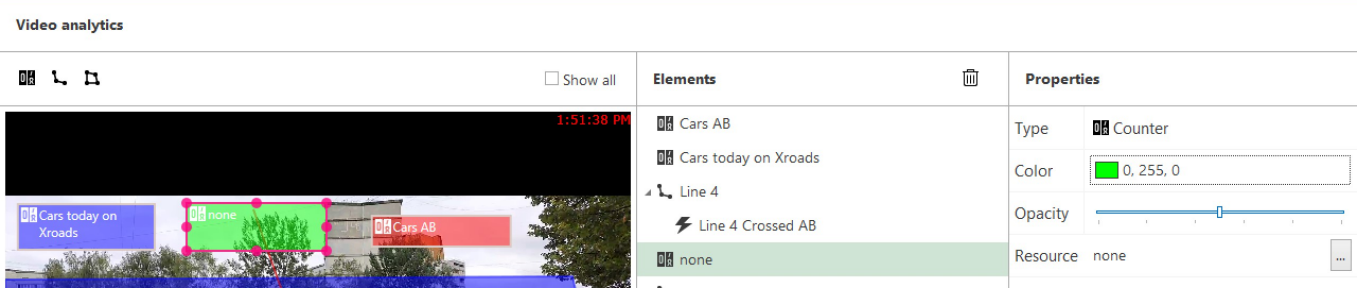 Video analytics
Show all
Elements
Properties
1:51:38 PM
Cars today on
Xroads
none
Cars AB
Cars AB
Cars today on Xroads
Line 4
Line 4 Crossed AB
none
Type
Counter
Color
0, 255, 0
Opacity
Resource
none
...